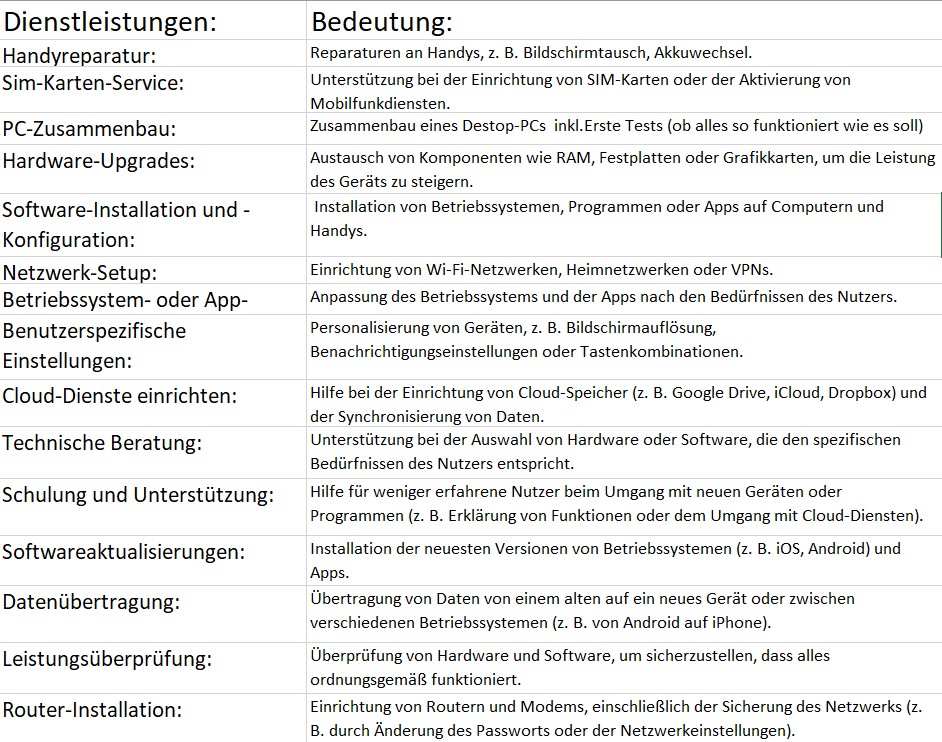 Dienstleistungen:
Bedeutung:
Handyreparatur:
Reparaturen an Handys, z. B. Bildschirmtausch, Akkuwechsel.
Sim-Karten-Service:
Unterstützung bei der Einrichtung von SIM-Karten oder der Aktivierung von
Mobilfunkdiensten.
PC-Zusammenbau:
Zusammenbau eines Destop-PCs  inkl.Erste Tests (ob alles so funktioniert wie es soll)
Hardware-Upgrades:
Austausch von Komponenten wie RAM, Festplatten oder Grafikkarten, um die Leistung
des Geräts zu steigern.
Software-Installation und -
Konfiguration:
Installation von Betriebssystemen, Programmen oder Apps auf Computern und
Handys.
Netzwerk-Setup:
Einrichtung von Wi-Fi-Netzwerken, Heimnetzwerken oder VPNs.
Betriebssystem- oder App-
Anpassung des Betriebssystems und der Apps nach den Bedürfnissen des Nutzers.
Benutzerspezifische
Einstellungen:
Personalisierung von Geräten, z. B. Bildschirmauflösung,
Benachrichtigungseinstellungen oder Tastenkombinationen.
Cloud-Dienste einrichten:
Hilfe bei der Einrichtung von Cloud-Speicher (z. B. Google Drive, iCloud, Dropbox) und
der Synchronisierung von Daten.
Technische Beratung:
Unterstützung bei der Auswahl von Hardware oder Software, die den spezifischen
Bedürfnissen des Nutzers entspricht.
Schulung und Unterstützung:
Hilfe für weniger erfahrene Nutzer beim Umgang mit neuen Geräten oder
Programmen (z. B. Erklärung von Funktionen oder dem Umgang mit Cloud-Diensten).
Softwareaktualisierungen:
Installation der neuesten Versionen von Betriebssystemen (z. B. iOS, Android) und
Apps.
Datenübertragung:
Übertragung von Daten von einem alten auf ein neues Gerät oder zwischen
verschiedenen Betriebssystemen (z. B. von Android auf iPhone).
Leistungsüberprüfung:
Überprüfung von Hardware und Software, um sicherzustellen, dass alles
ordnungsgemäß funktioniert.
Router-Installation:
Einrichtung von Routern und Modems, einschließlich der Sicherung des Netzwerks (z.
B. durch Änderung des Passworts oder der Netzwerkeinstellungen).